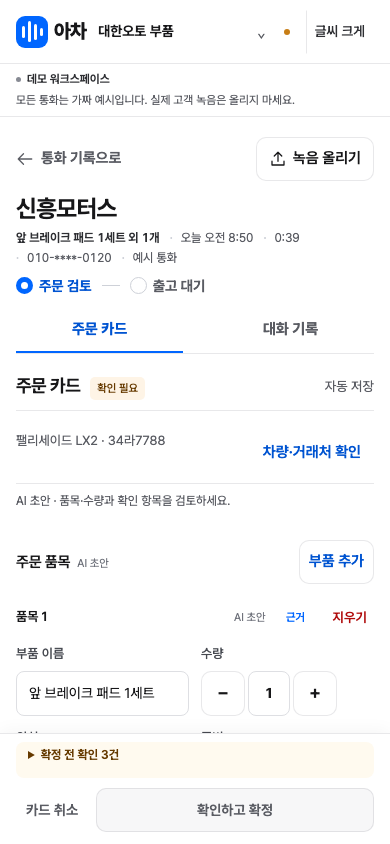 아차 대한오토 부품 글씨 크게
데모 워크스페이스
모든 통화는 가짜 예시입니다. 실제 고객 녹음은 올리지 마세요.
← 통화 기록으로 녹음 올리기
신흥모터스
앞 브레이크 패드 1세트 외 1개 · 오늘 오전 8:50 · 0:39
· 010-****-0120 · 예시 통화
주문 검토 — 출고 대기
주문 카드 대화 기록
주문 카드 확인 필요 자동 저장
팰리세이드 LX2 · 34라7788 차량·거래처 확인
AI 초안 · 품목·수량과 확인 항목을 검토하세요.
주문 품목 AI 초안 부품 추가
품목 1 AI 초안 근거 지우기
부품 이름 수량
앞 브레이크 패드 1세트 − 1 +
▶ 확정 전 확인 3건
카드 취소 확인하고 확정